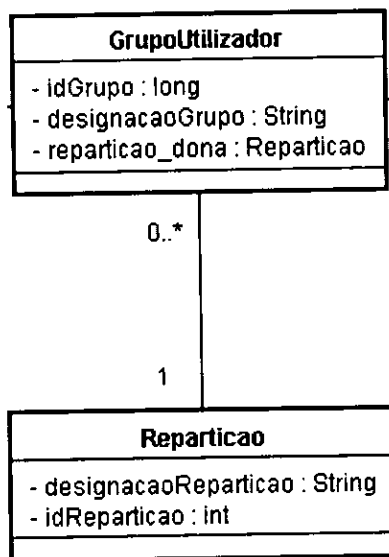 GrupoUtilizador
- idGrupo : long
- designacaoGrupo : String
- reparticao_dona : Reparticao
0..*
1
Reparticao
- designacaoReparticao : String
- idReparticao : int